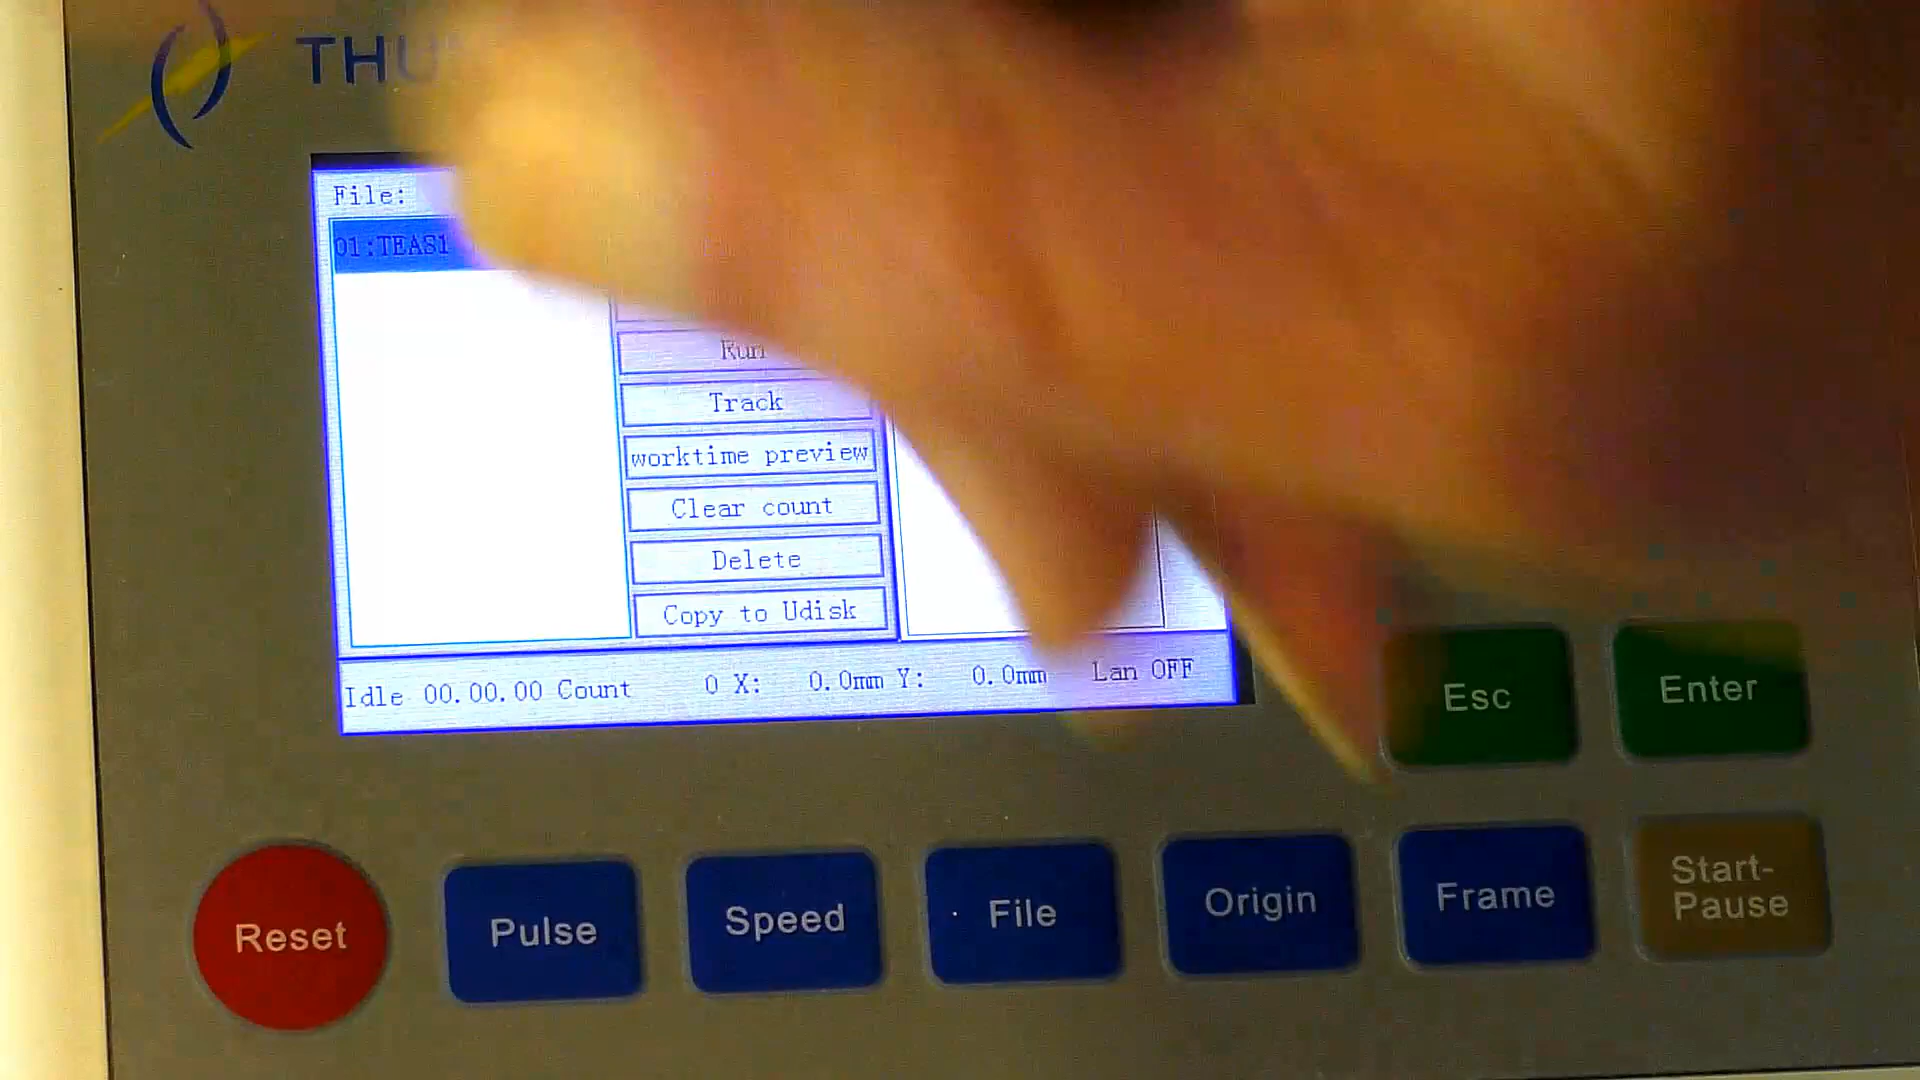 THU
File:
01:TEAS1
Run
Track
worktime preview
Clear count
Delete
Copy to Udisk
Idle 00.00.00 Count 0 X: 0.0mm Y: 0.0mm Lan OFF
Esc
Enter
Reset
Pulse
Speed
File
Origin
Frame
Start-
Pause